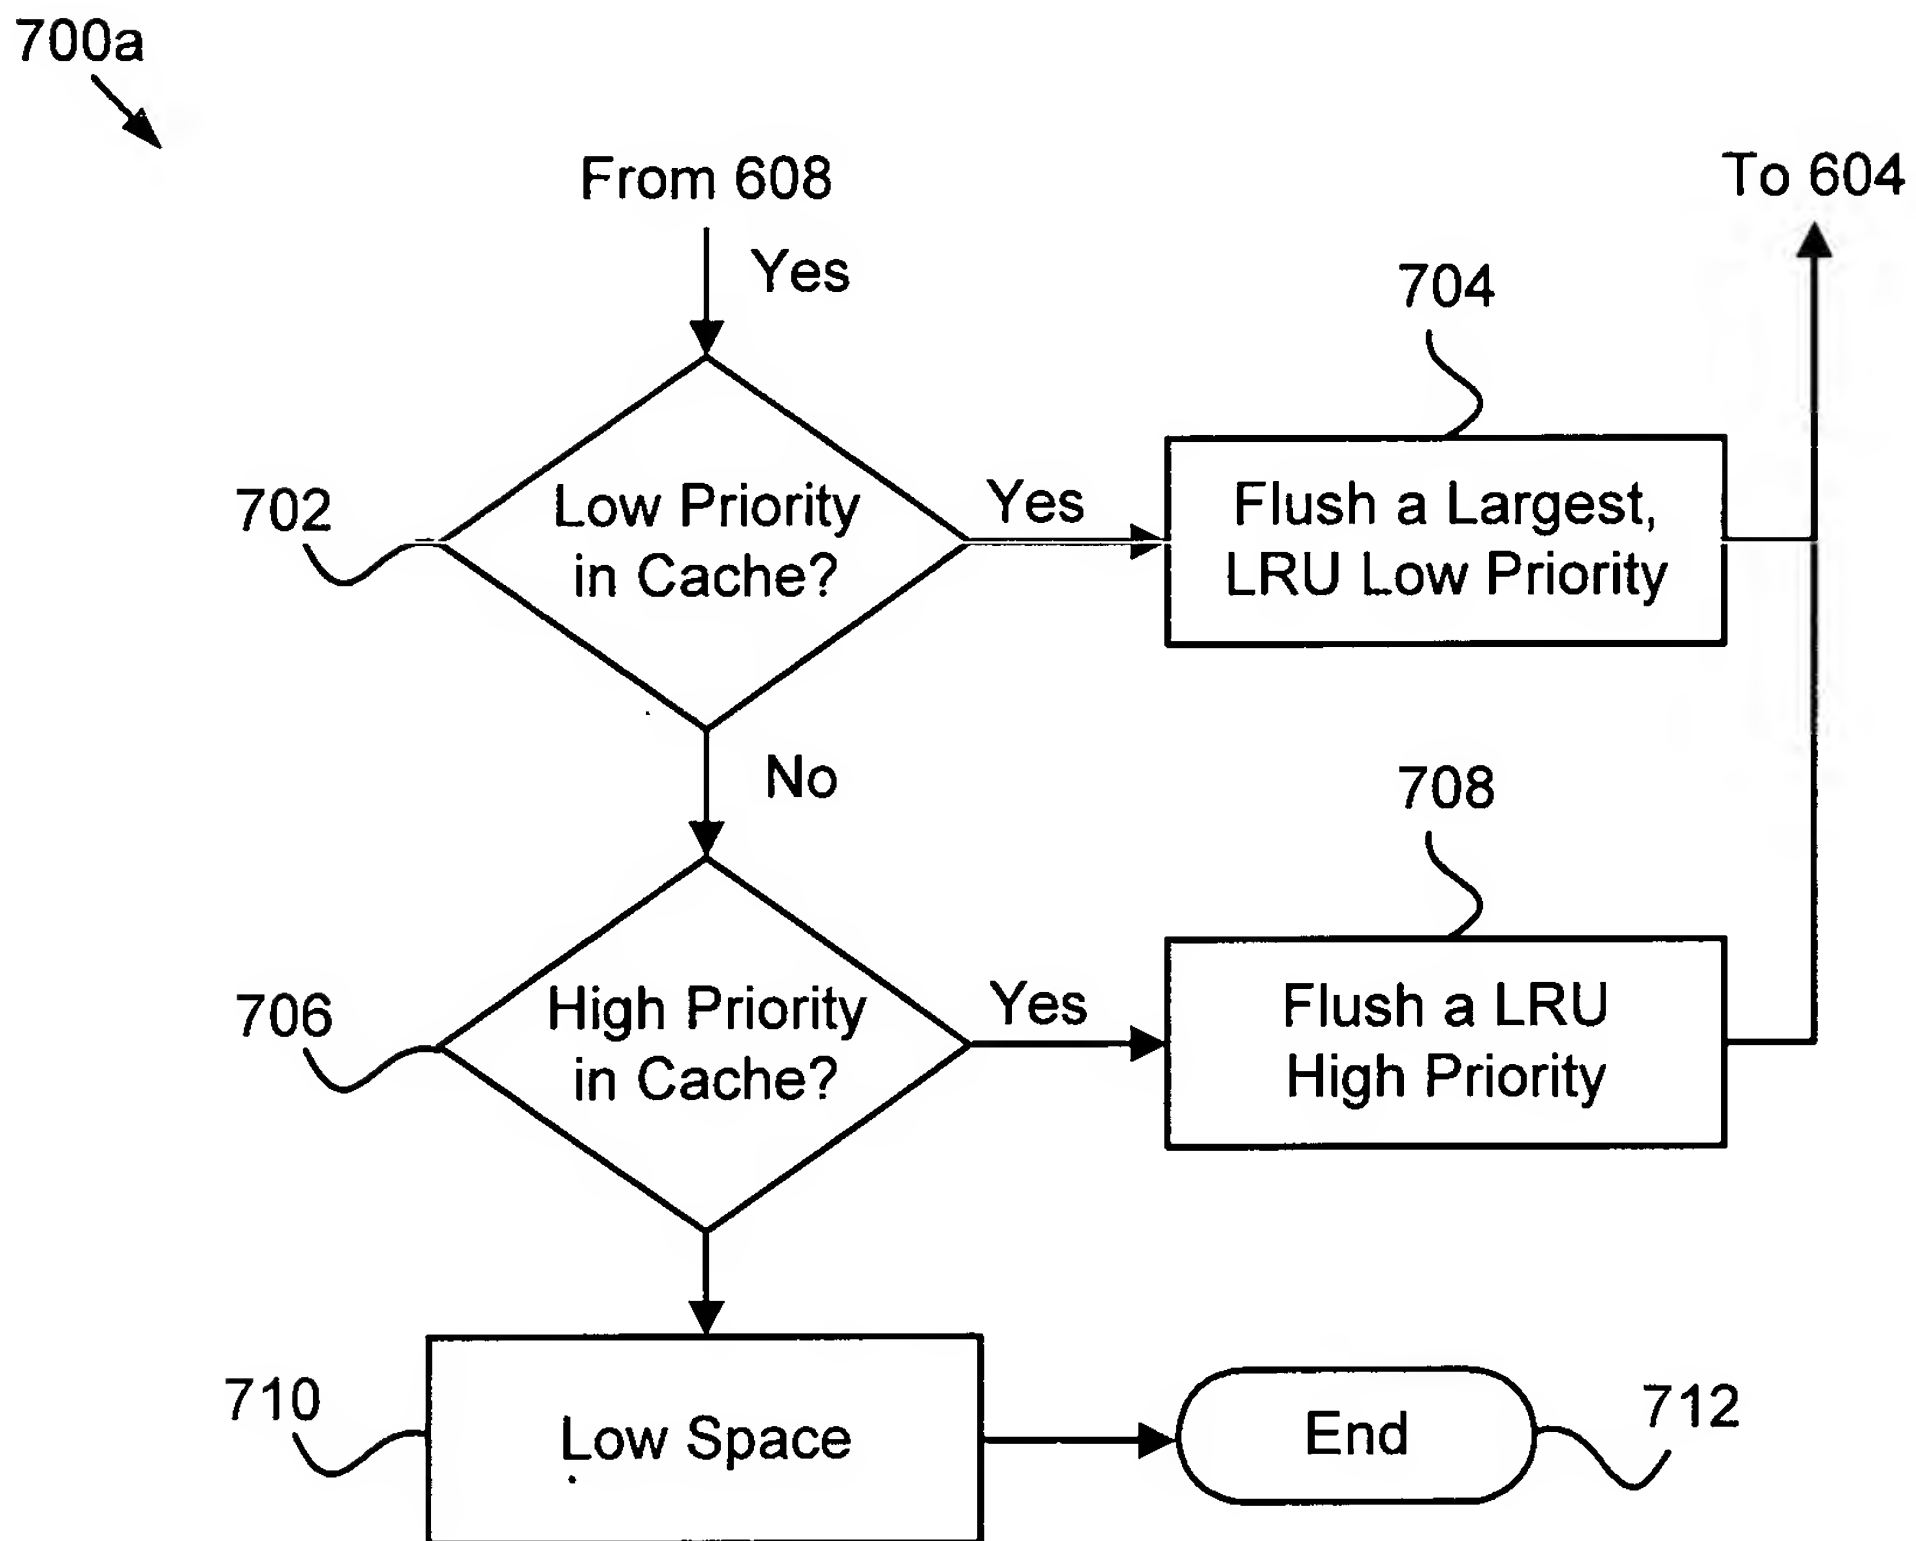 700a
From 608
To 604
Yes
704
702
Low Priority
in Cache?
Yes
Flush a Largest,
LRU Low Priority
No
708
706
High Priority
in Cache?
Yes
Flush a LRU
High Priority
710
Low Space
End
712